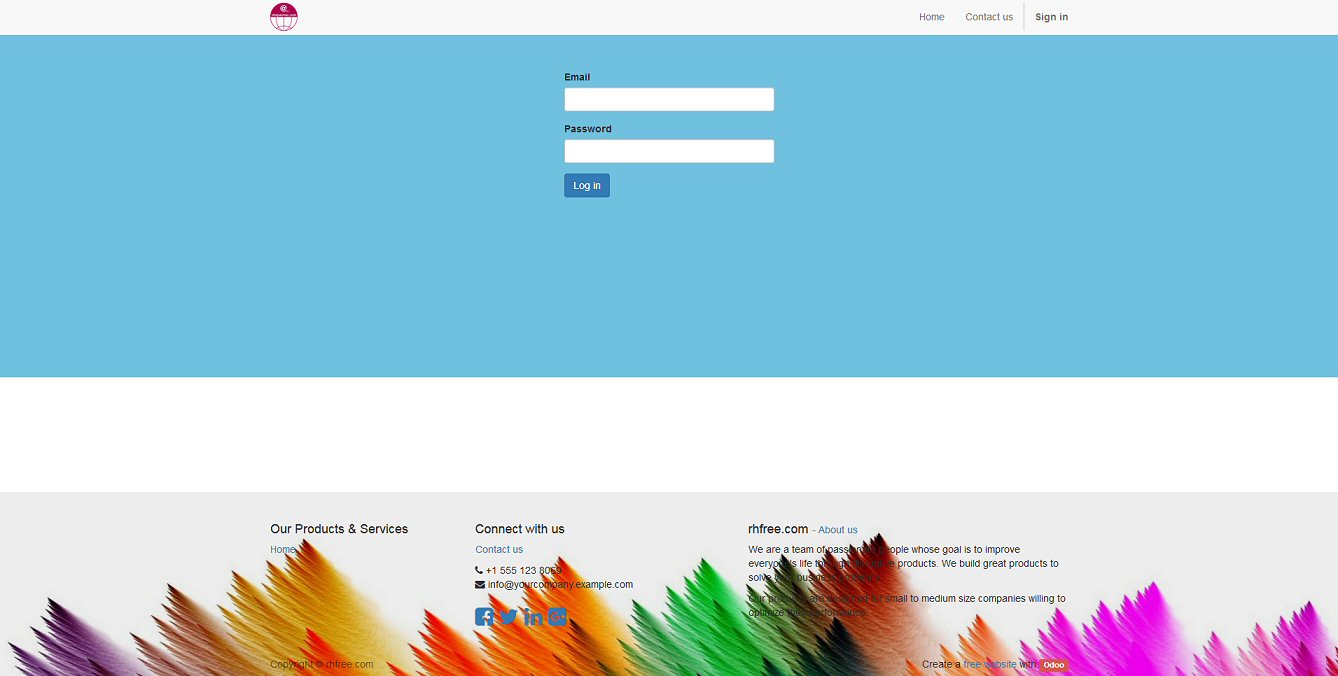 Home
Contact us
Sign in
Email
Password
Log in
Our Products & Services
Home
Connect with us
Contact us
+1 555 123 8069
info@yourcompany.example.com
rhfree.com - About us
We are a team of passionate people whose goal is to improve
everyone's life through disruptive products. We build great products to
solve your business problems.
Our products are designed for small to medium size companies willing to
optimize their performance.
Copyright © rhfree.com
Create a free website with Odoo